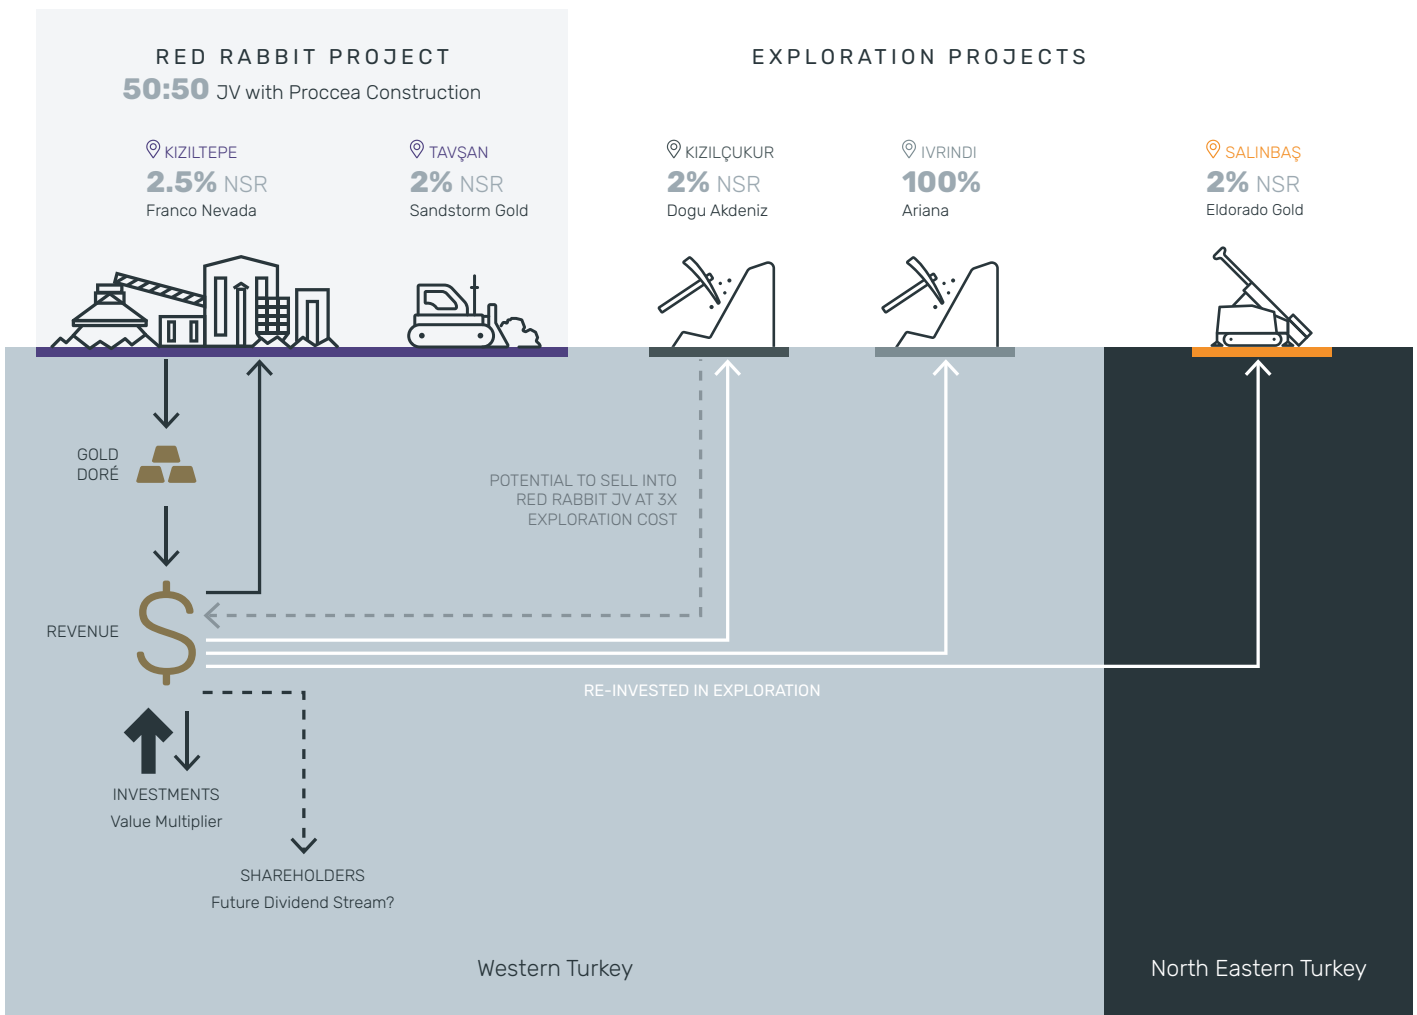 RED RABBIT PROJECT
50:50 JV with Proccea Construction
EXPLORATION PROJECTS
KIZILTEPE
2.5% NSR
Franco Nevada
TAVŞAN
2% NSR
Sandstorm Gold
KIZILÇUKUR
2% NSR
Dogu Akdeniz
IVRINDI
100%
Ariana
SALINBAŞ
2% NSR
Eldorado Gold
GOLD
DORÉ
POTENTIAL TO SELL INTO
RED RABBIT JV AT 3X
EXPLORATION COST
REVENUE
$
RE-INVESTED IN EXPLORATION
INVESTMENTS
Value Multiplier
SHAREHOLDERS
Future Dividend Stream?
Western Turkey
North Eastern Turkey